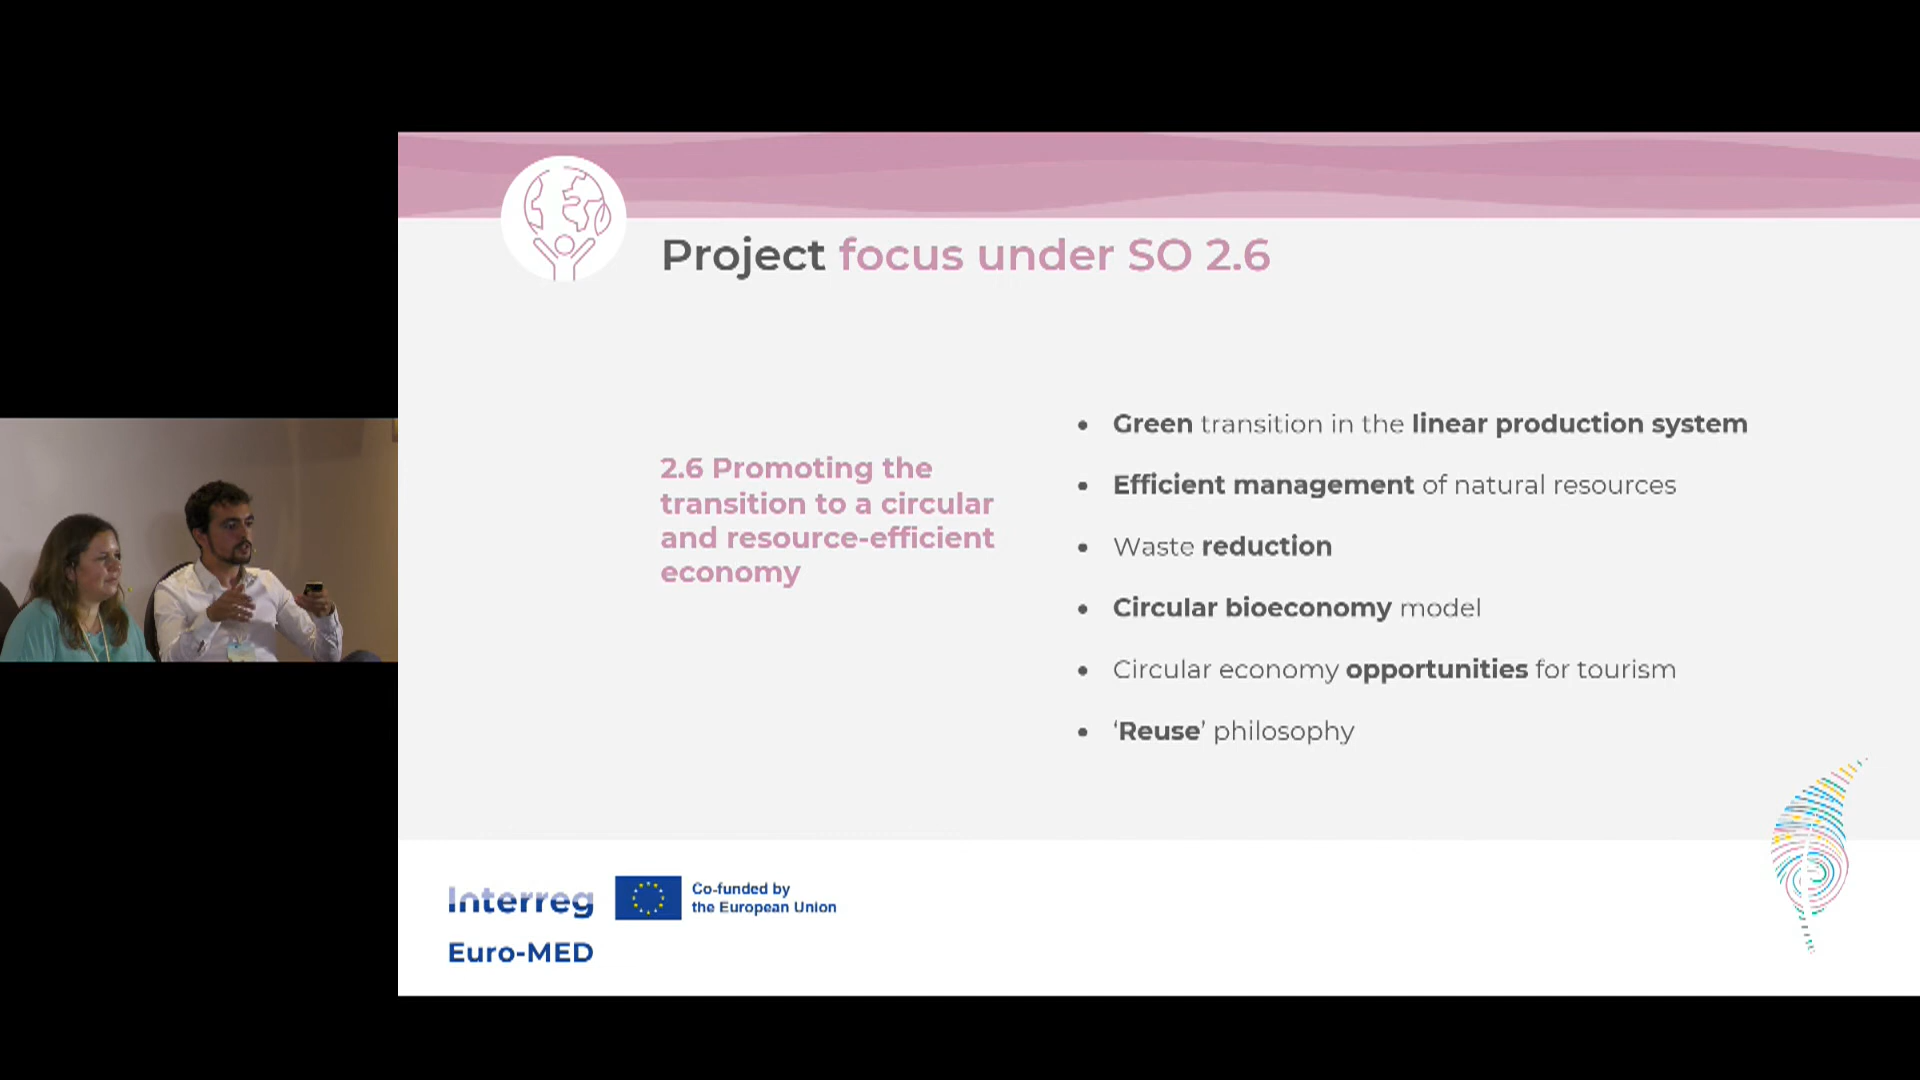 Project focus under SO 2.6
2.6 Promoting the
transition to a circular
and resource-efficient
economy
• Green transition in the linear production system
• Efficient management of natural resources
• Waste reduction
• Circular bioeconomy model
• Circular economy opportunities for tourism
• ‘Reuse’ philosophy
Interreg
Co-funded by
the European Union
Euro-MED